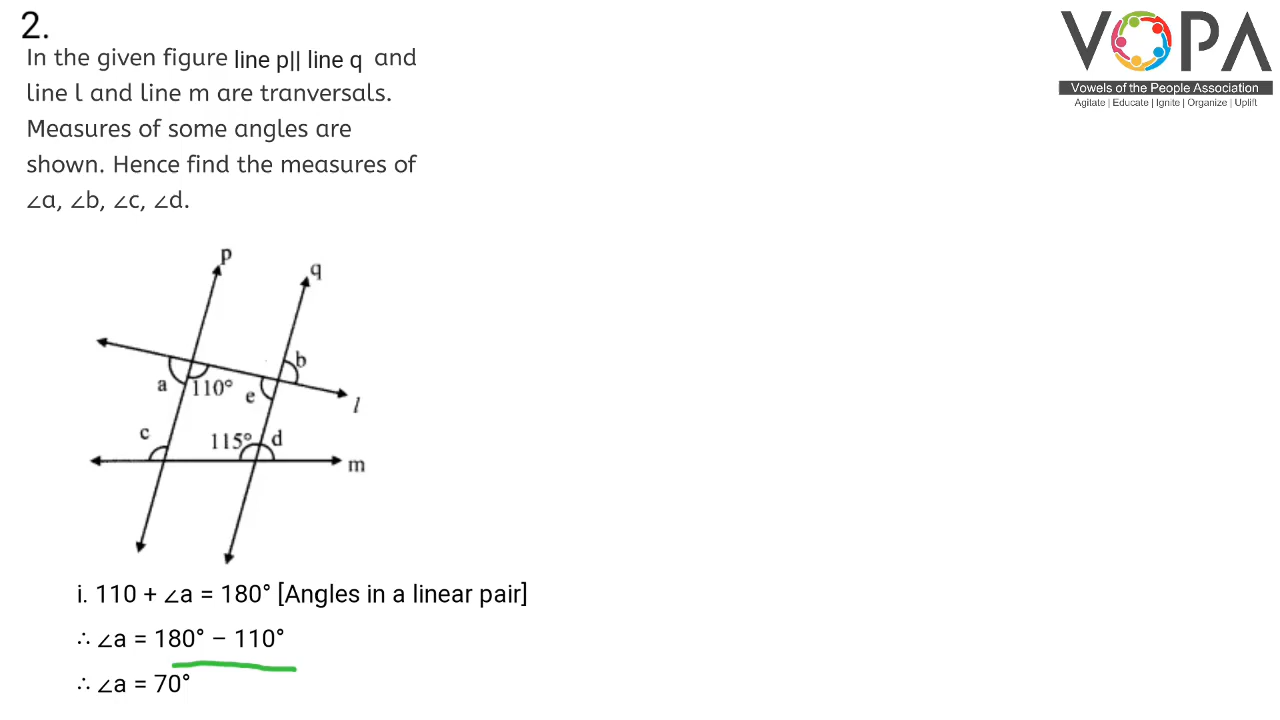 2.
In the given figure line p|| line q and
line l and line m are tranversals.
Measures of some angles are
shown. Hence find the measures of
∠a, ∠b, ∠c, ∠d.
VOPA
Vowels of the People Association
Agitate | Educate | Ignite | Organize | Uplift
p
q
b
a 110° e
l
c 115° d
m
i. 110 + ∠a = 180° [Angles in a linear pair]
∴ ∠a = 180° – 110°
∴ ∠a = 70°